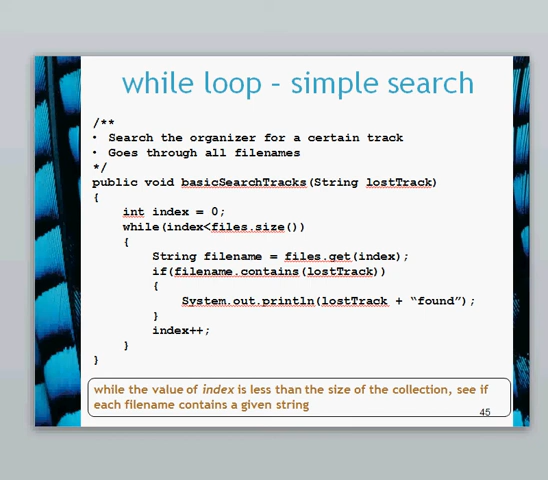 while loop – simple search
/**
• Search the organizer for a certain track
• Goes through all filenames
*/
public void basicSearchTracks(String lostTrack)
{
int index = 0;
while(index<files.size())
{
String filename = files.get(index);
if(filename.contains(lostTrack))
{
System.out.println(lostTrack + “found”);
}
index++;
}
}
while the value of index is less than the size of the collection, see if
each filename contains a given string
45